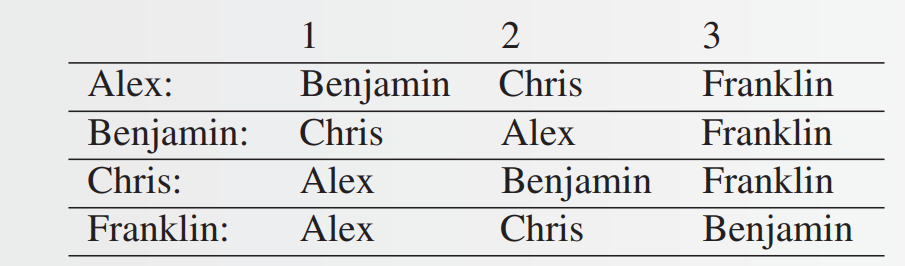 1 2 3
Alex: Benjamin Chris Franklin
Benjamin: Chris Alex Franklin
Chris: Alex Benjamin Franklin
Franklin: Alex Chris Benjamin